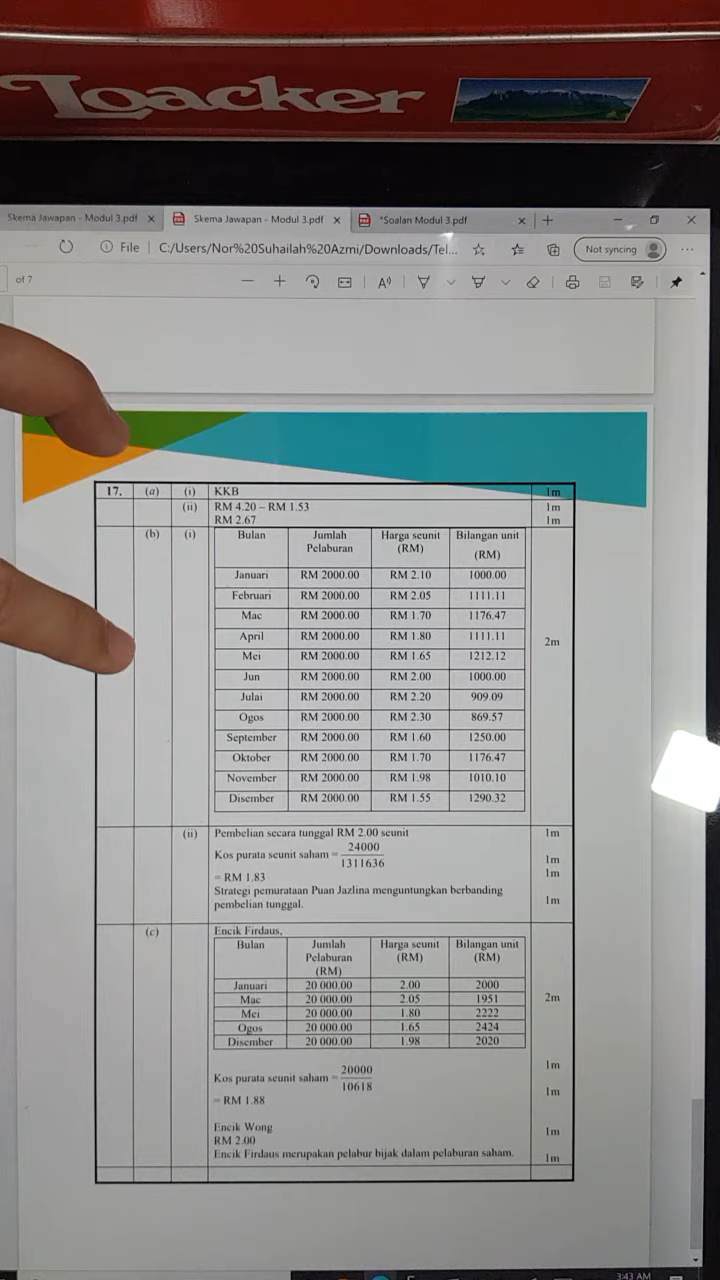 Loacker
Skema Jawapan - Modul 3.pdf × Skema Jawapan - Modul 3.pdf × *Soalan Modul 3.pdf × +
File | C:/Users/Nor%20Suhailah%20Azmi/Downloads/Tel... Not syncing
of 7
17. (a) (i) KKB 1m
(ii) RM 4.20 – RM 1.53 1m
RM 2.67 1m
(b) (i) Bulan Jumlah Pelaburan Harga seunit (RM) Bilangan unit (RM)
Januari RM 2000.00 RM 2.10 1000.00
Februari RM 2000.00 RM 2.05 1111.11
Mac RM 2000.00 RM 1.70 1176.47
April RM 2000.00 RM 1.80 1111.11
2m
Mei RM 2000.00 RM 1.65 1212.12
Jun RM 2000.00 RM 2.00 1000.00
Julai RM 2000.00 RM 2.20 909.09
Ogos RM 2000.00 RM 2.30 869.57
September RM 2000.00 RM 1.60 1250.00
Oktober RM 2000.00 RM 1.70 1176.47
November RM 2000.00 RM 1.98 1010.10
Disember RM 2000.00 RM 1.55 1290.32
(ii) Pembelian secara tunggal RM 2.00 seunit 1m
Kos purata seunit saham = 24000 1m
1311636
= RM 1.83 1m
Strategi pemurataan Puan Jazlina menguntungkan berbanding
pembelian tunggal. 1m
(c) Encik Firdaus,
Bulan Jumlah Pelaburan (RM) Harga seunit (RM) Bilangan unit (RM)
Januari 20 000.00 2.00 2000
Mac 20 000.00 2.05 1951
2m
Mei 20 000.00 1.80 2222
Ogos 20 000.00 1.65 2424
Disember 20 000.00 1.98 2020
Kos purata seunit saham = 20000 1m
10618
= RM 1.88 1m
Encik Wong
RM 2.00 1m
Encik Firdaus merupakan pelabur bijak dalam pelaburan saham. 1m
3:43 AM